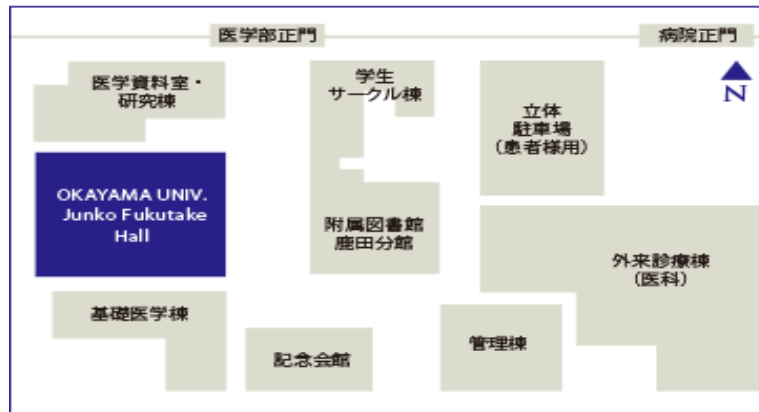 医学部正門
病院正門
医学資料室・
研究棟
学生
サークル棟
立体
駐車場
(患者様用)
N
OKAYAMA UNIV.
Junko Fukutake
Hall
附属図書館
鹿田分館
外来診療棟
(医科)
基礎医学棟
記念会館
管理棟